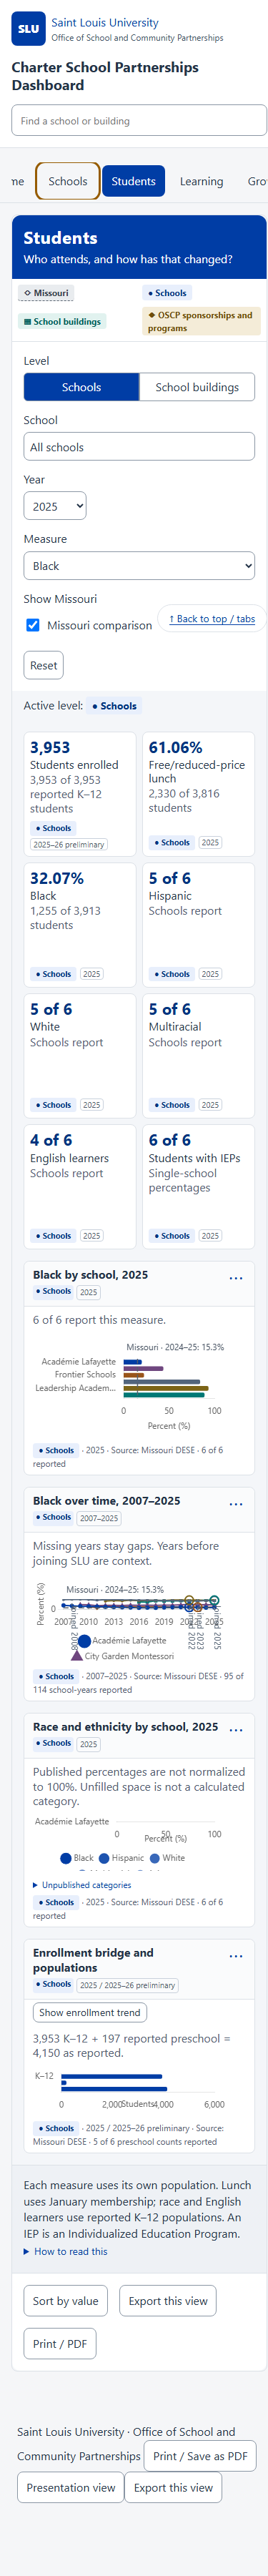 SLU
Saint Louis University
Office of School and Community Partnerships
Charter School Partnerships
Dashboard
Find a school or building
me Schools Students Learning Gro
Students
Who attends, and how has that changed?
Missouri
Schools
School buildings
OSCP sponsorships and
programs
Level
Schools School buildings
School
All schools
Year
2025
Measure
Black
Show Missouri
Missouri comparison
↑ Back to top / tabs
Reset
Active level: Schools
3,953
Students enrolled
3,953 of 3,953
reported K–12
students
Schools
2025–26 preliminary
61.06%
Free/reduced-price
lunch
2,330 of 3,816
students
Schools 2025
32.07%
Black
1,255 of 3,913
students
Schools 2025
5 of 6
Hispanic
Schools report
Schools 2025
5 of 6
White
Schools report
Schools 2025
5 of 6
Multiracial
Schools report
Schools 2025
4 of 6
English learners
Schools report
Schools 2025
6 of 6
Students with IEPs
Single-school
percentages
Schools 2025
Black by school, 2025 ...
Schools 2025
6 of 6 report this measure.
Missouri · 2024–25: 15.3%
Académie Lafayette
Frontier Schools
Leadership Academ...
0 50 100
Percent (%)
Schools · 2025 · Source: Missouri DESE · 6 of 6
reported
Black over time, 2007–2025 ...
Schools 2007–2025
Missing years stay gaps. Years before
joining SLU are context.
Percent (%)
Missouri · 2024–25: 15.3%
0
2007 2010 2013 2016 2019 2025
Académie Lafayette
City Garden Montessori
Schools · 2007–2025 · Source: Missouri DESE · 95 of
114 school-years reported
Race and ethnicity by school, 2025 ...
Schools 2025
Published percentages are not normalized
to 100%. Unfilled space is not a calculated
category.
Académie Lafayette
0 50 100
Percent (%)
Black Hispanic White
Unpublished categories
Schools · 2025 · Source: Missouri DESE · 6 of 6
reported
Enrollment bridge and
populations ...
Schools 2025 / 2025–26 preliminary
Show enrollment trend
3,953 K–12 + 197 reported preschool =
4,150 as reported.
K–12
0 2,000 4,000 6,000
Students
Schools · 2025 / 2025–26 preliminary · Source:
Missouri DESE · 5 of 6 preschool counts reported
Each measure uses its own population. Lunch
uses January membership; race and English
learners use reported K–12 populations. An
IEP is an Individualized Education Program.
How to read this
Sort by value Export this view
Print / PDF
Saint Louis University · Office of School and
Community Partnerships Print / Save as PDF
Presentation view Export this view